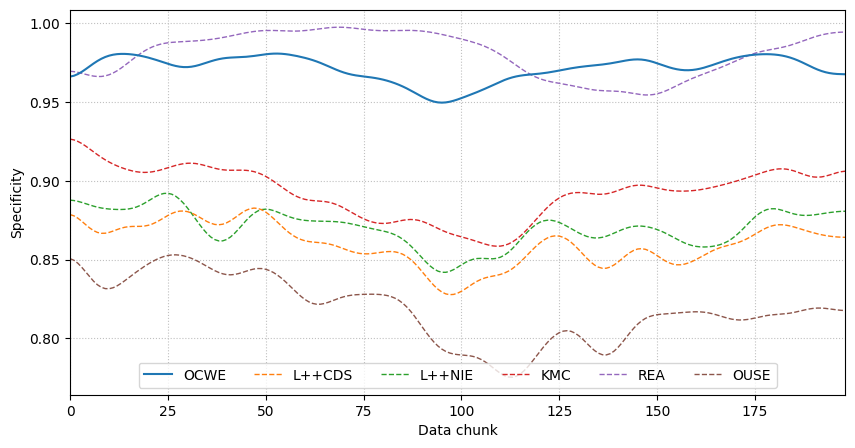 1.00
0.95
0.90
0.85
0.80
Specificity
OCWE L++CDS L++NIE KMC REA OUSE
0 25 50 75 100 125 150 175
Data chunk